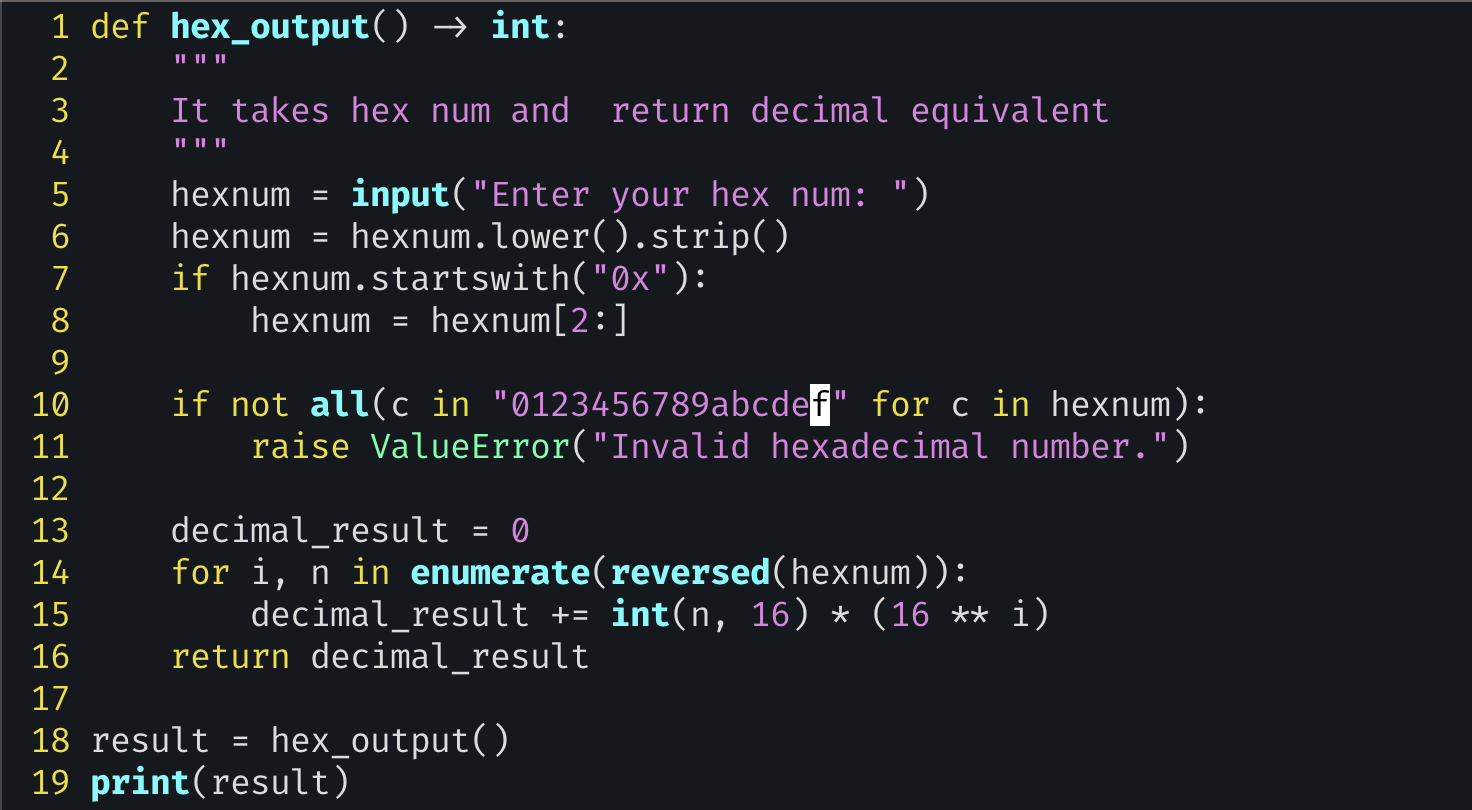 1 def hex_output() -> int:
2     """
3     It takes hex num and  return decimal equivalent
4     """
5     hexnum = input("Enter your hex num: ")
6     hexnum = hexnum.lower().strip()
7     if hexnum.startswith("0x"):
8         hexnum = hexnum[2:]
9
10     if not all(c in "0123456789abcdef" for c in hexnum):
11         raise ValueError("Invalid hexadecimal number.")
12
13     decimal_result = 0
14     for i, n in enumerate(reversed(hexnum)):
15         decimal_result += int(n, 16) * (16 ** i)
16     return decimal_result
17
18 result = hex_output()
19 print(result)